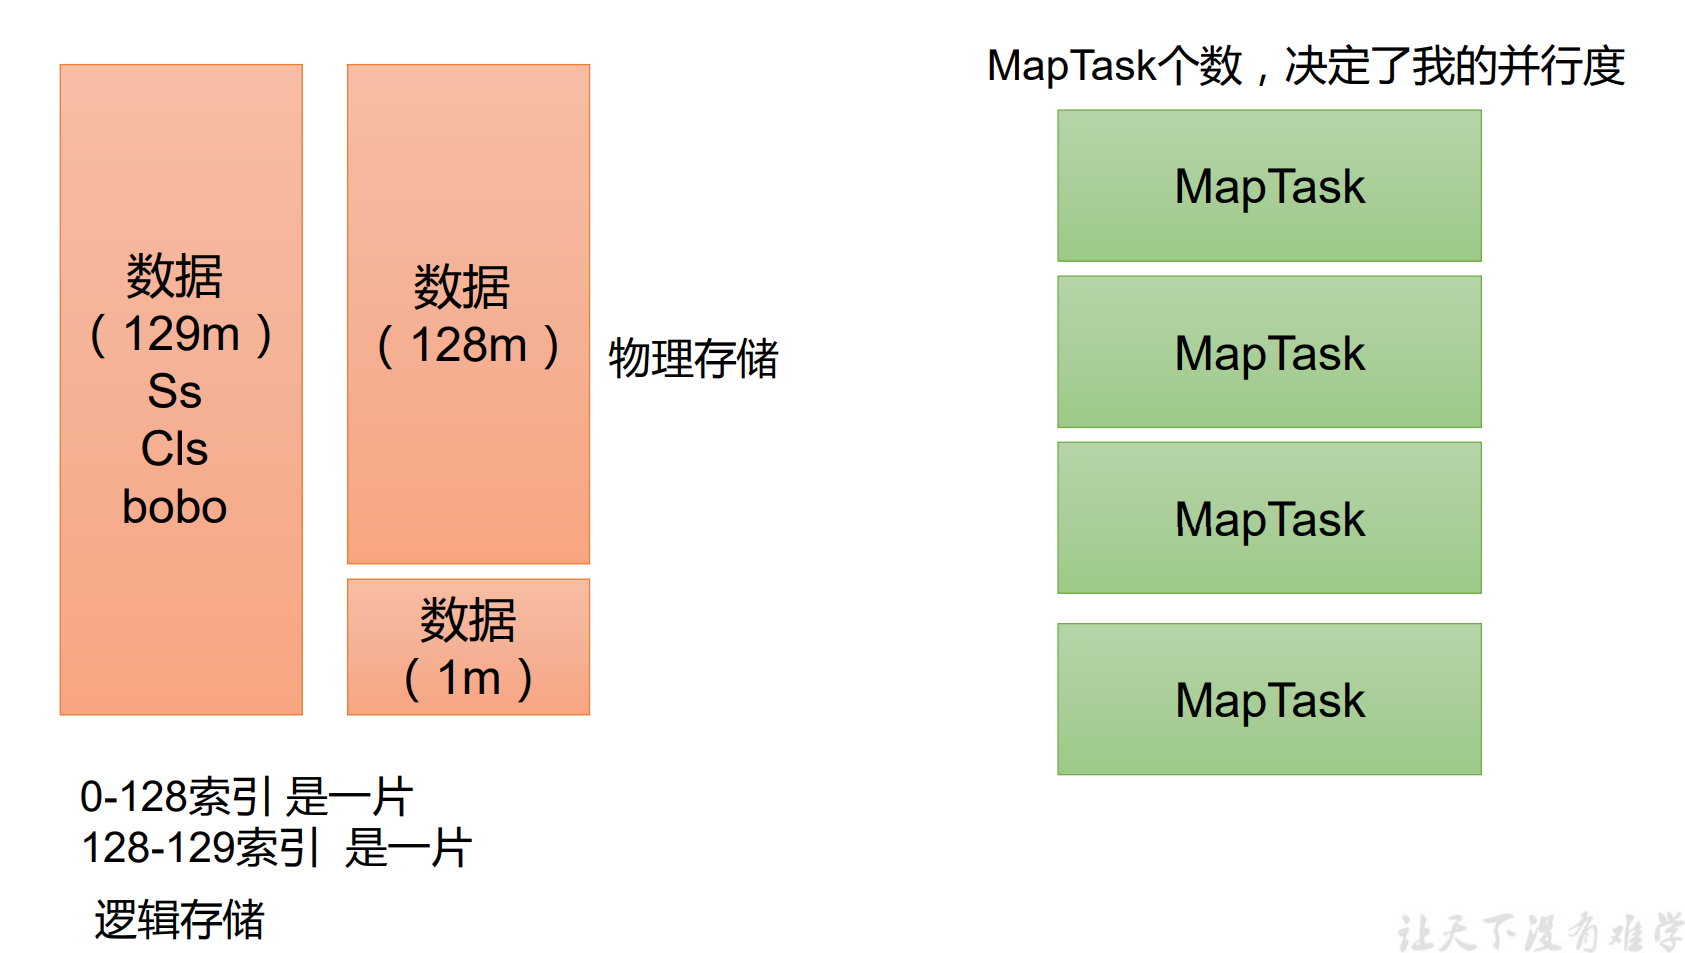 数据
（129m）
Ss
Cls
bobo
数据
（128m）
数据
（1m）
物理存储
0-128索引 是一片
128-129索引 是一片
逻辑存储
MapTask个数，决定了我的并行度
MapTask
MapTask
MapTask
MapTask
让天下没有难学